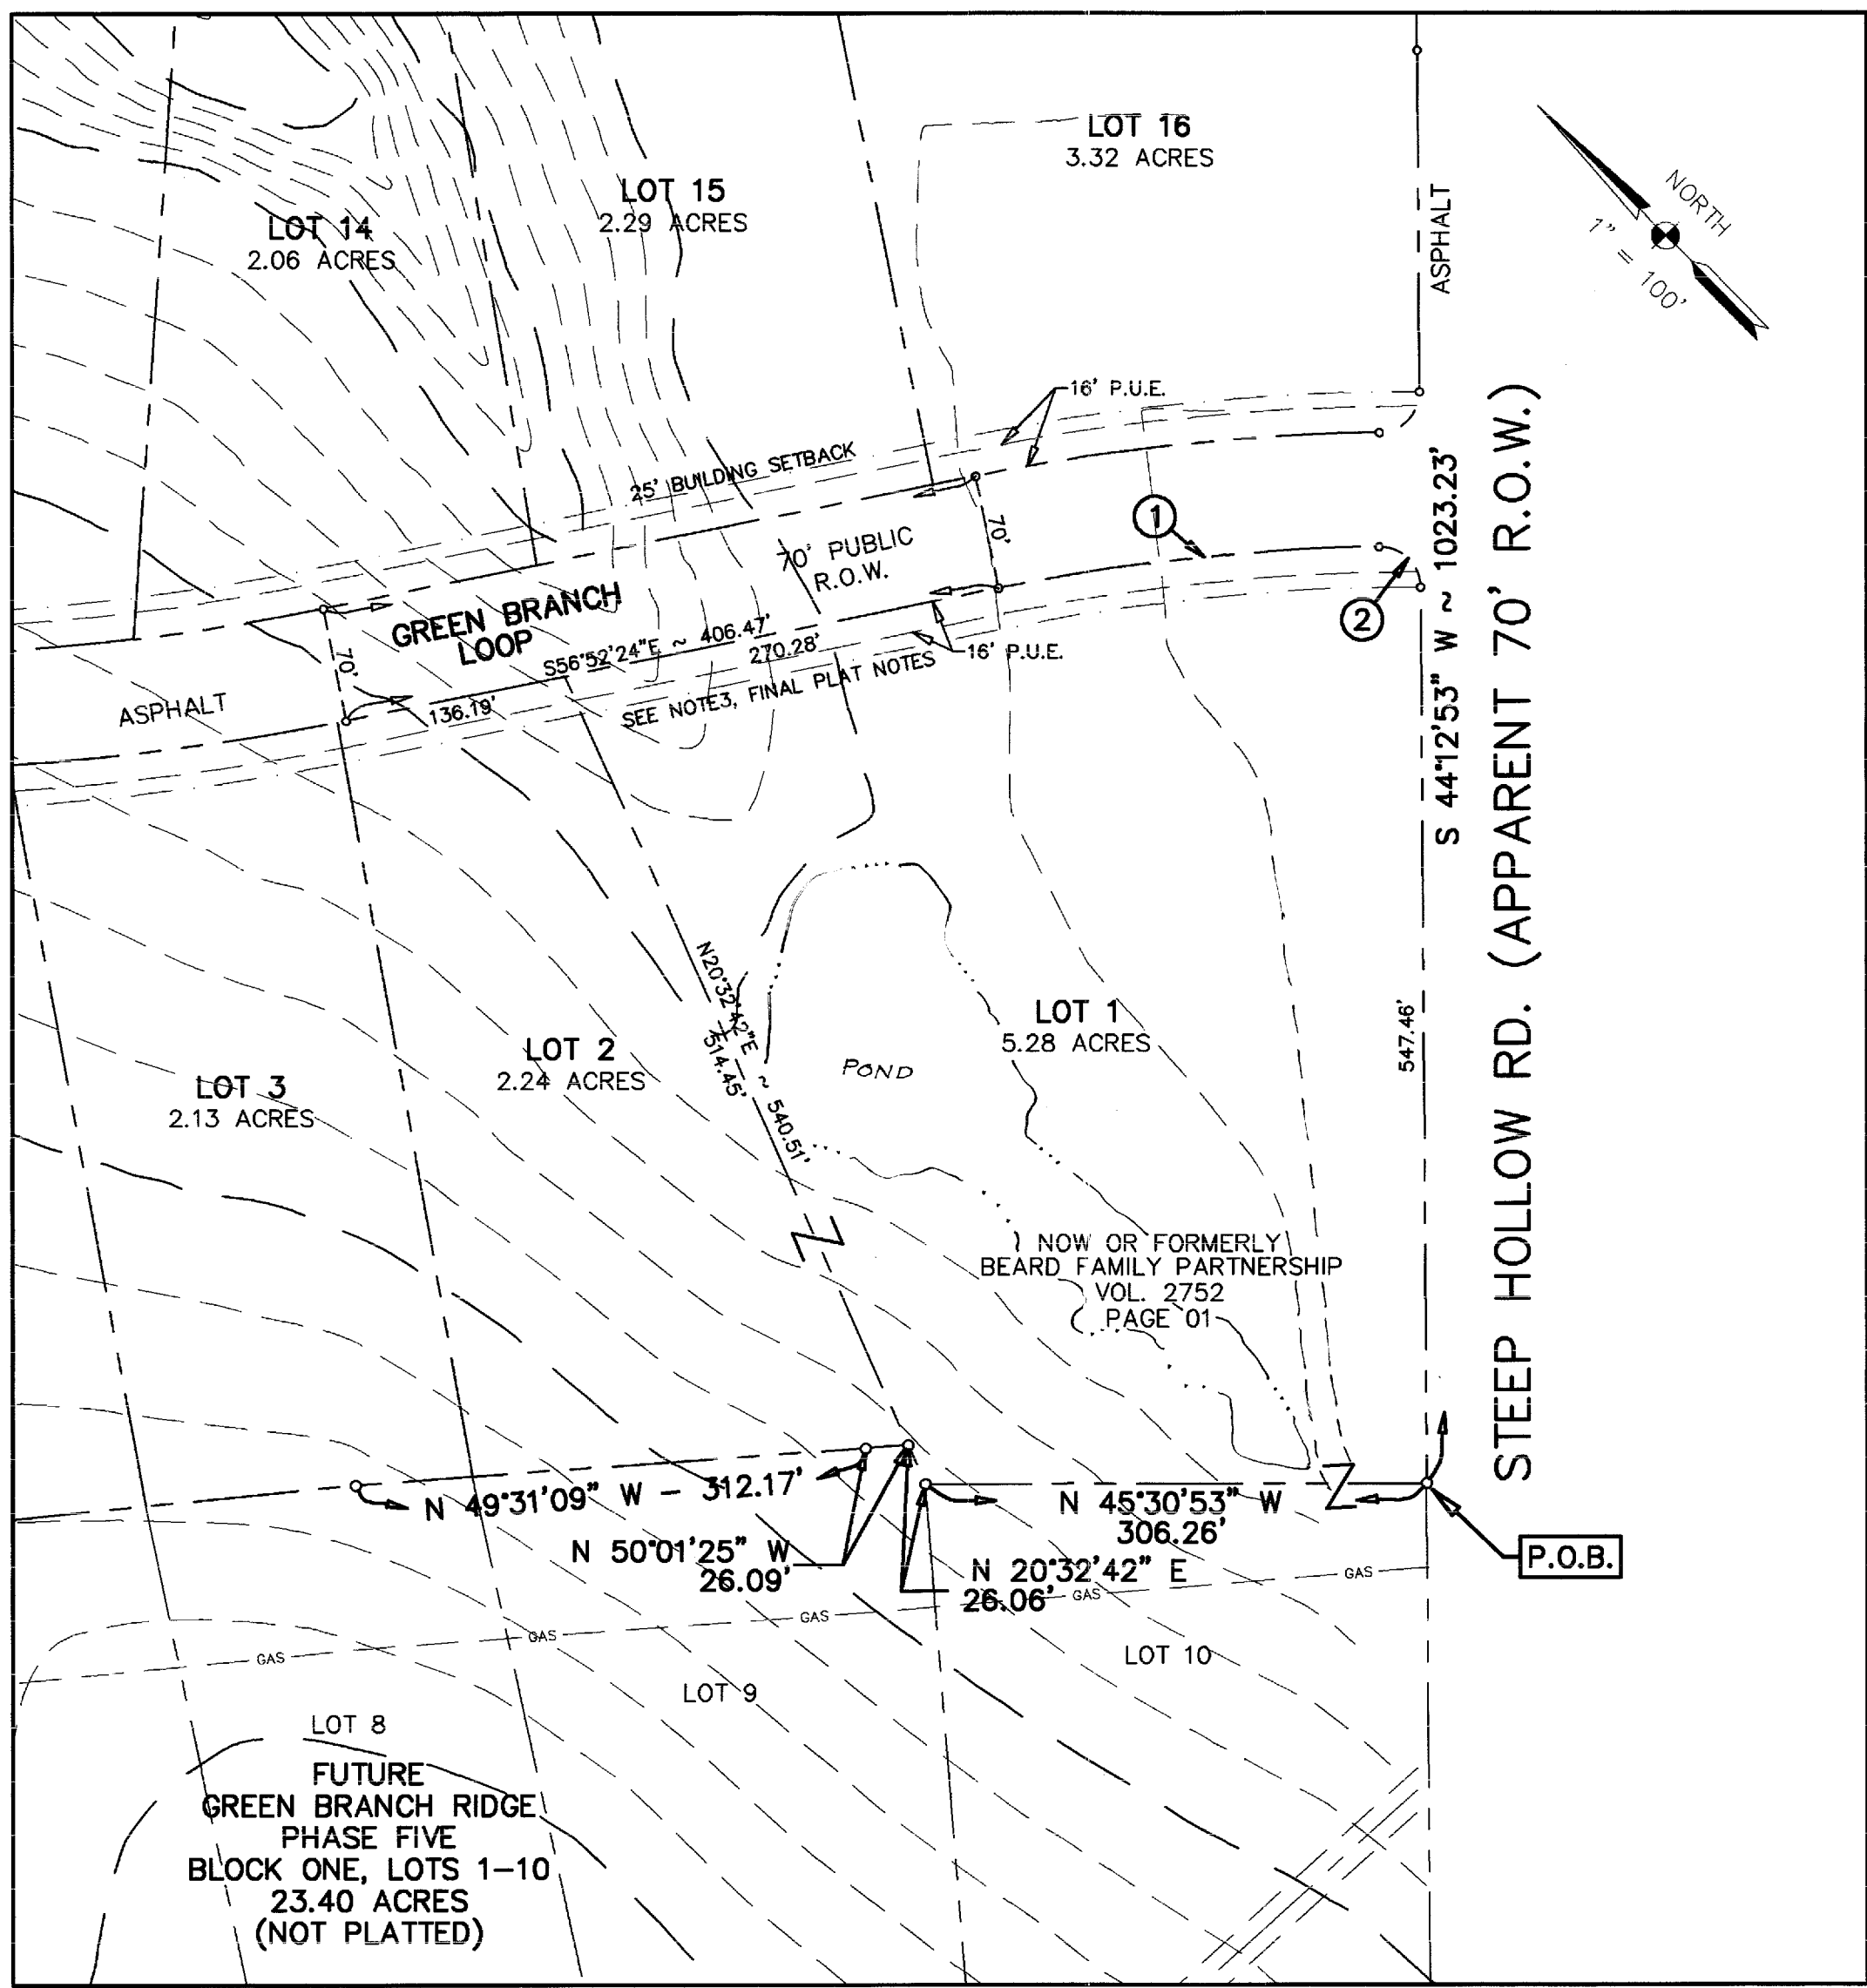 LOT 16
3.32 ACRES
LOT 15
2.29 ACRES
LOT 14
2.06 ACRES
ASPHALT
NORTH
1" = 100'
16' P.U.E.
25' BUILDING SETBACK
70' PUBLIC
R.O.W.
70'
1
2
GREEN BRANCH
LOOP
S56°52'24"E ~ 406.47'
270.28'
136.19'
70'
16' P.U.E.
SEE NOTE3, FINAL PLAT NOTES
ASPHALT
S 44°12'53" W ~ 1023.23'
STEEP HOLLOW RD. (APPARENT 70' R.O.W.)
547.46'
N20°32'42"E ~ 540.51'
514.45'
LOT 1
5.28 ACRES
POND
LOT 2
2.24 ACRES
LOT 3
2.13 ACRES
NOW OR FORMERLY
BEARD FAMILY PARTNERSHIP
VOL. 2752
PAGE 01
N 49°31'09" W - 312.17'
N 45°30'53" W
306.26'
N 50°01'25" W
26.09'
N 20°32'42" E
26.06'
P.O.B.
GAS
GAS
GAS
GAS
GAS
LOT 10
LOT 9
LOT 8
FUTURE
GREEN BRANCH RIDGE
PHASE FIVE
BLOCK ONE, LOTS 1-10
23.40 ACRES
(NOT PLATTED)